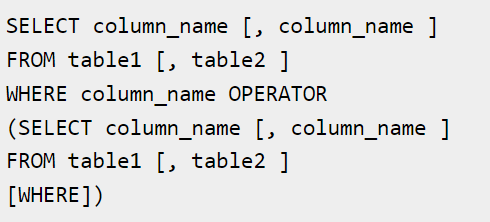 SELECT column_name [, column_name ]
FROM table1 [, table2 ]
WHERE column_name OPERATOR
(SELECT column_name [, column_name ]
FROM table1 [, table2 ]
[WHERE])